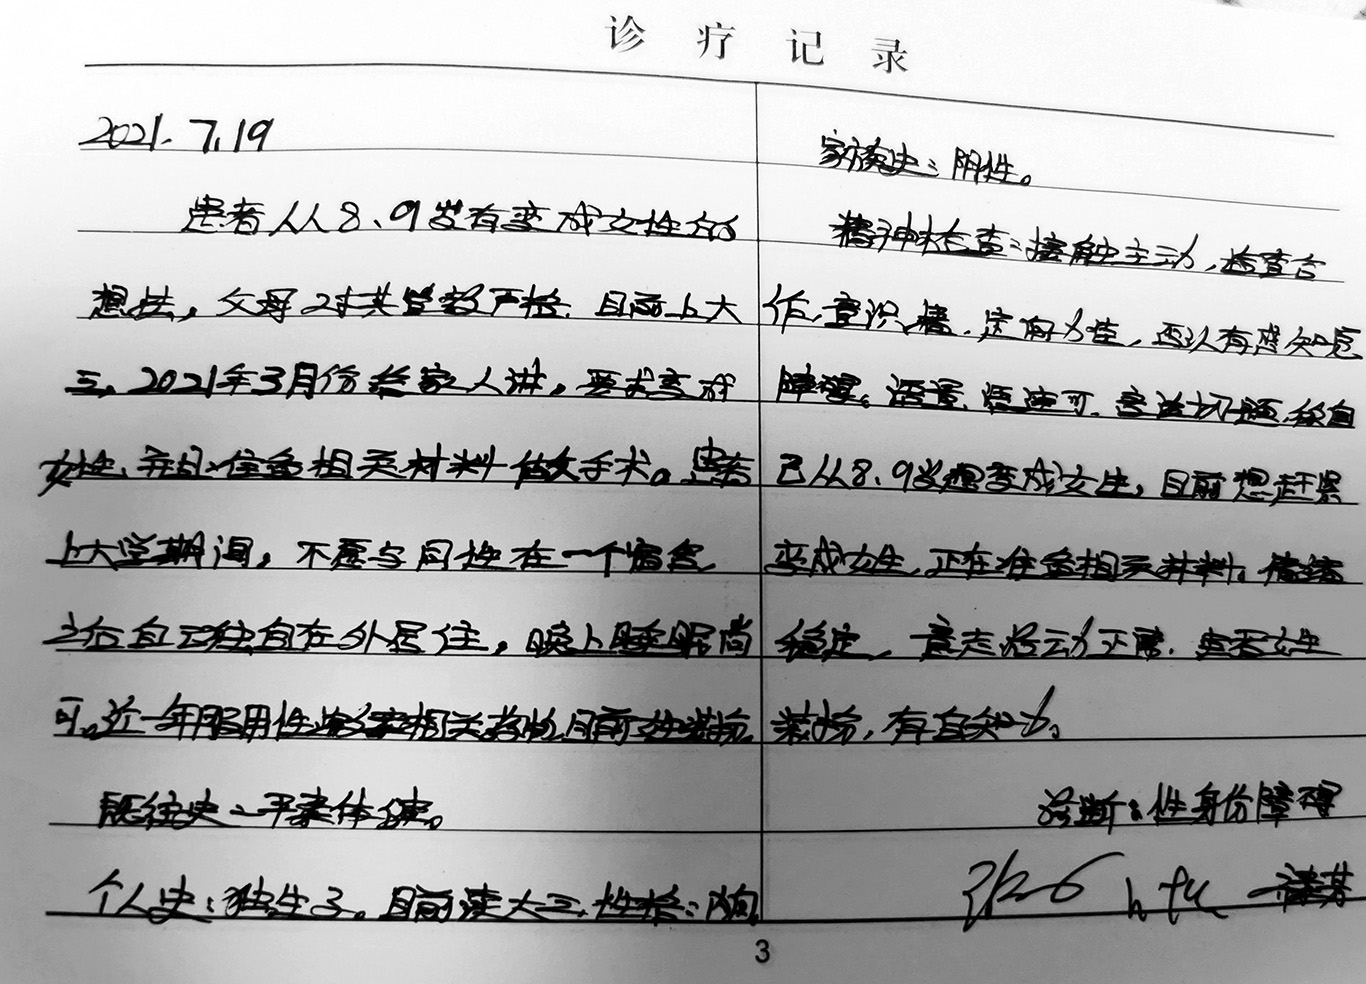 诊疗记录
2021.7.19
患者人从8、9岁有变成女性的
想法，父母对其管教严格，目前上大
三，2021年3月份给家人讲，要求变成
女性，并且准备相关材料做手术。患者
上大学期间，不愿与同性在一个宿舍，
之后自己独自在外居住，晚上睡眠尚
可。近一年服用性激素相关药物，目前女装扮。
既往史：平素体健。
个人史：独生子。目前读大三，性格：内向
家族史：阴性。
精神检查：接触主动，检查合
作，意识清，定向力佳，否认有感知觉
障碍。语量、语速可，言谈切题，称自
己从8、9岁想变成女生，目前想赶紧
变成女生，正在准备相关材料。情绪
稳定，意志行动正常，女生
装扮，有自知力。
诊断：性身份障碍
3